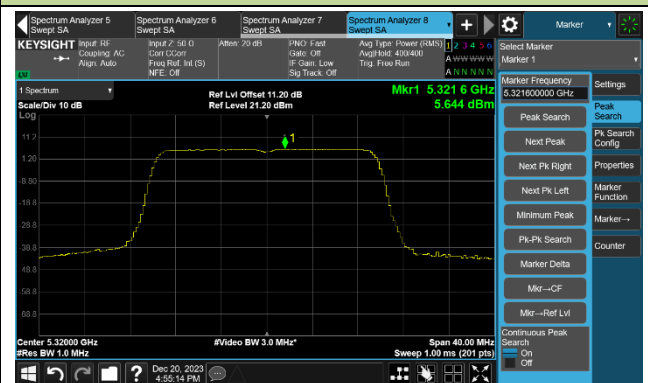 Spectrum Analyzer 5
Swept SA
Spectrum Analyzer 6
Swept SA
Spectrum Analyzer 7
Swept SA
Spectrum Analyzer 8
Swept SA
+
Marker
KEYSIGHT
Input: RF
Coupling: AC
Align: Auto
Input Z: 50 Ω
Corr CCorr
Freq Ref: Int (S)
NFE: Off
Atten: 20 dB
PNO: Fast
Gate: Off
IF Gain: Low
Sig Track: Off
Avg Type: Power (RMS)
Avg|Hold: 400/400
Trig: Free Run
1 2 3 4 5 6
A W W W W W
A N N N N N
LXI
Select Marker
Marker 1
1 Spectrum
Scale/Div 10 dB
Log
Ref Lvl Offset 11.20 dB
Ref Level 21.20 dBm
Mkr1 5.321 6 GHz
5.644 dBm
11.2
1.20
-8.80
-18.8
-28.8
-38.8
-48.8
-58.8
-68.8
1
Center 5.32000 GHz
#Res BW 1.0 MHz
#Video BW 3.0 MHz*
Span 40.00 MHz
Sweep 1.00 ms (201 pts)
Marker Frequency
5.321600000 GHz
Peak Search
Next Peak
Next Pk Right
Next Pk Left
Minimum Peak
Pk-Pk Search
Marker Delta
Mkr→CF
Mkr→Ref Lvl
Continuous Peak
Search
On
Off
Settings
Peak
Search
Pk Search
Config
Properties
Marker
Function
Marker→
Counter
?
Dec 20, 2023
4:55:14 PM